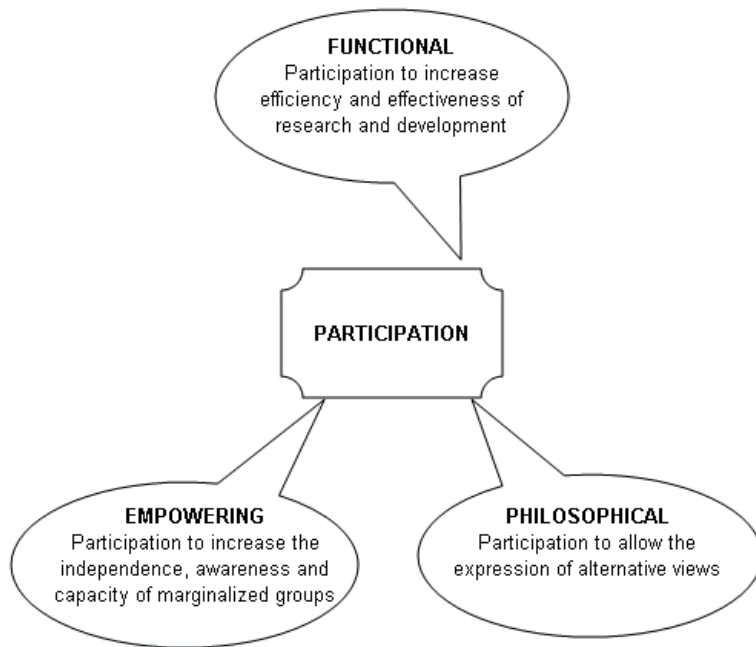 FUNCTIONAL
Participation to increase
efficiency and effectiveness of
research and development
PARTICIPATION
EMPOWERING
Participation to increase the
independence, awareness and
capacity of marginalized groups
PHILOSOPHICAL
Participation to allow the
expression of alternative views